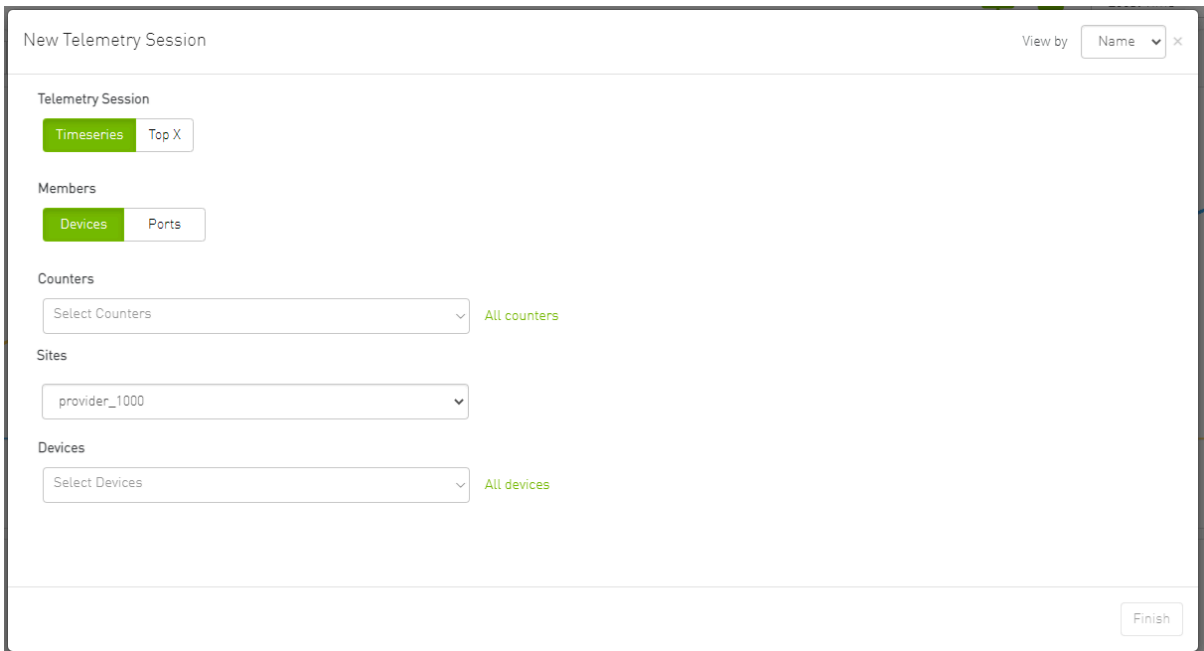 New Telemetry Session
View by Name ×
Telemetry Session
Timeseries Top X
Members
Devices Ports
Counters
Select Counters All counters
Sites
provider_1000
Devices
Select Devices All devices
Finish